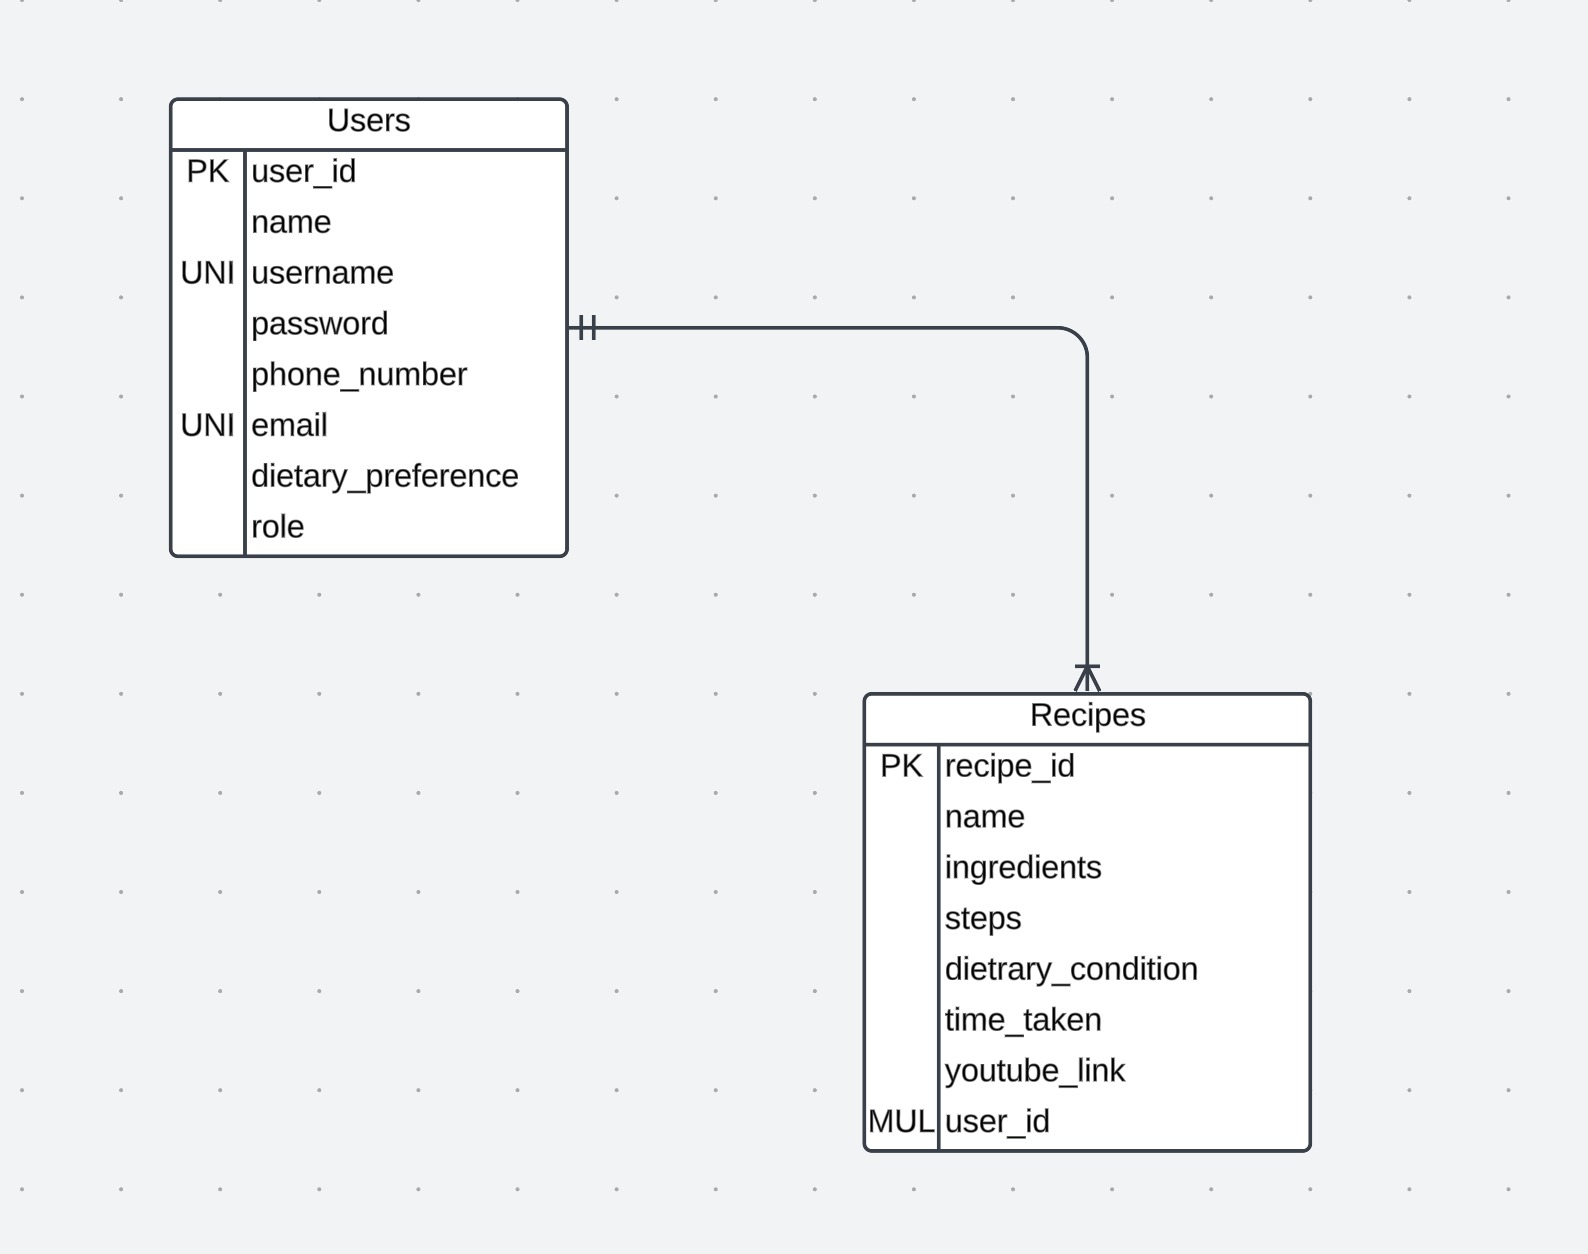 Users
PK user_id
name
UNI username
password
phone_number
UNI email
dietary_preference
role
Recipes
PK recipe_id
name
ingredients
steps
dietrary_condition
time_taken
youtube_link
MUL user_id